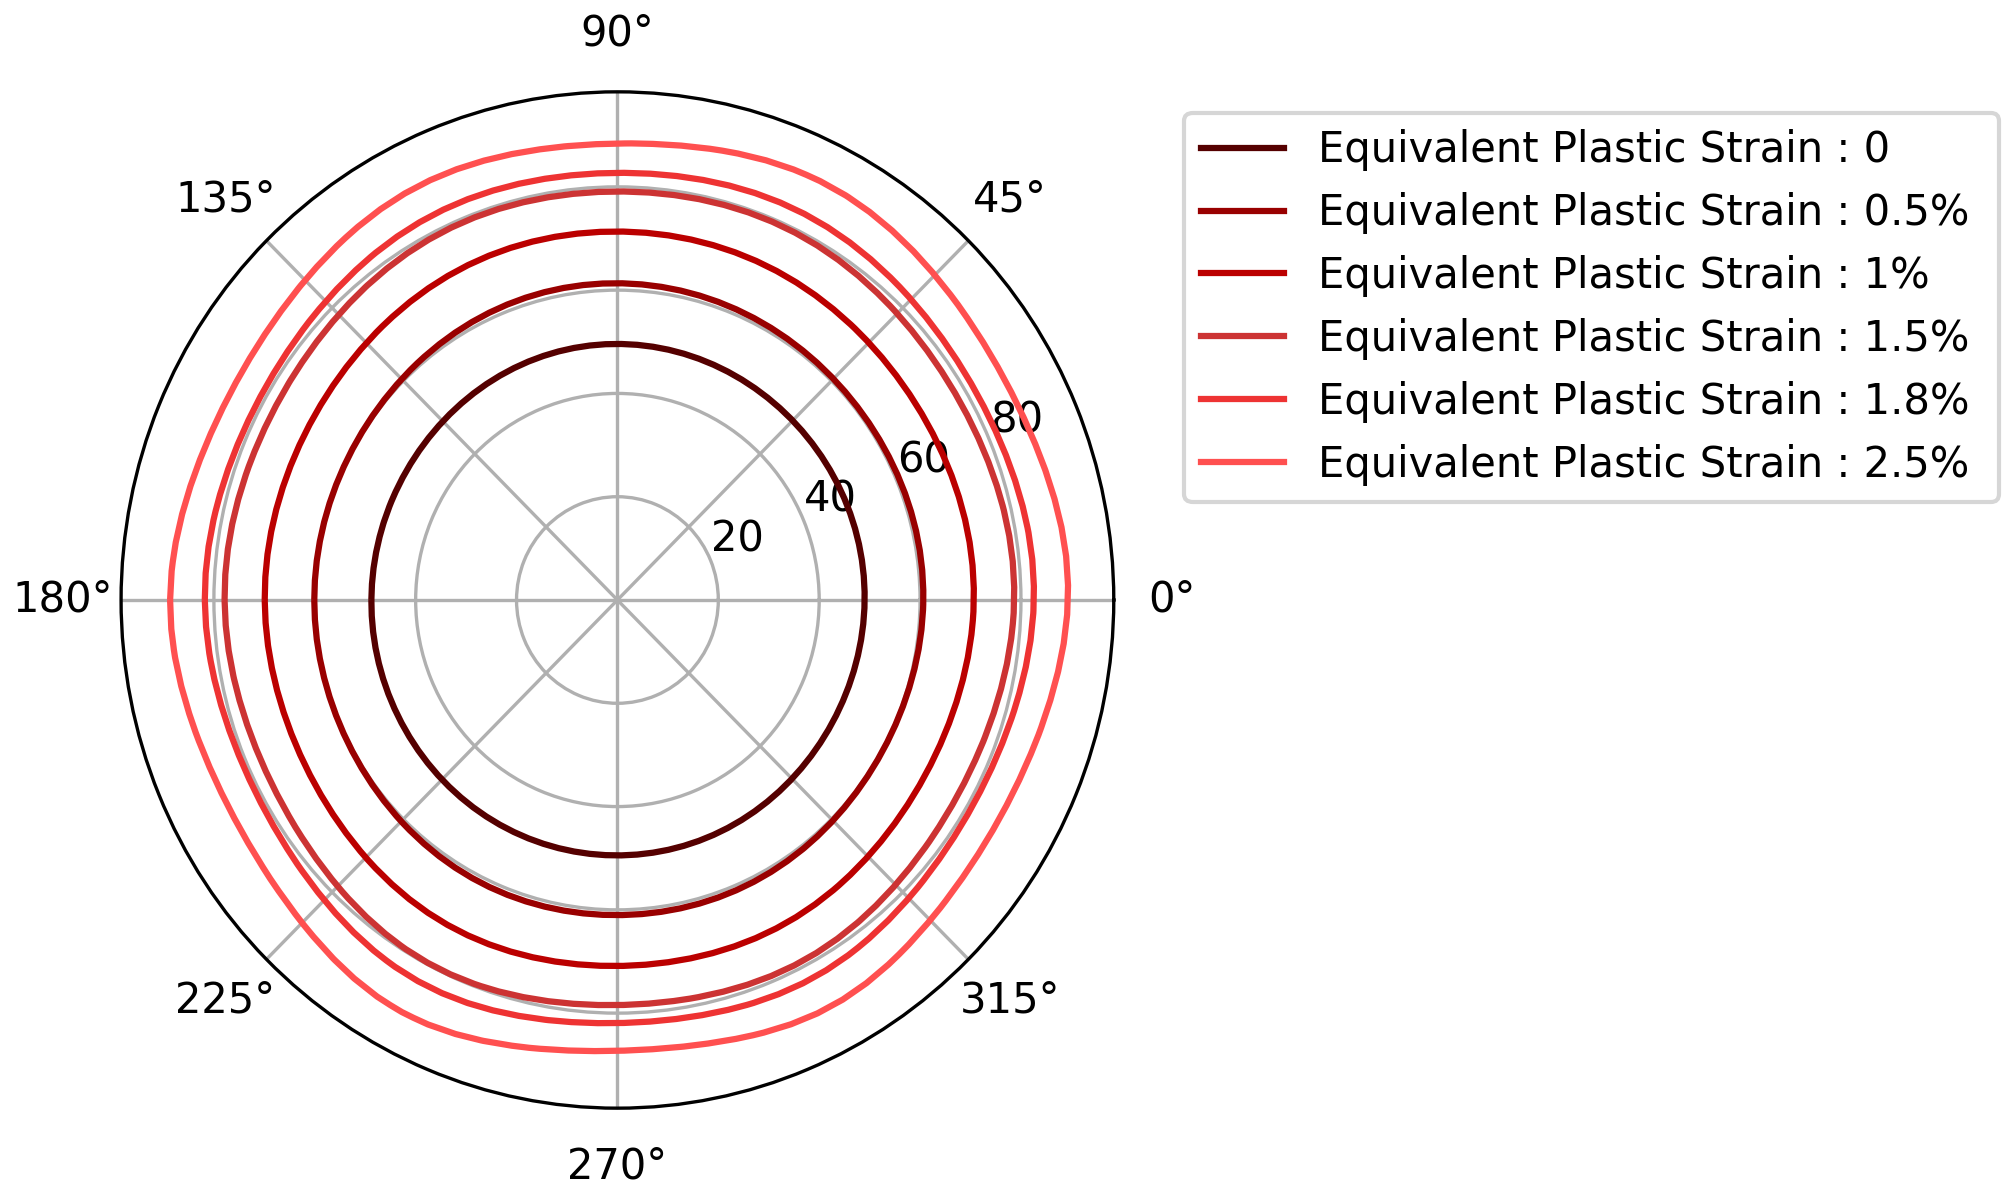 90°
135°
45°
Equivalent Plastic Strain : 0
Equivalent Plastic Strain : 0.5%
Equivalent Plastic Strain : 1%
Equivalent Plastic Strain : 1.5%
Equivalent Plastic Strain : 1.8%
Equivalent Plastic Strain : 2.5%
80
60
40
20
180°
0°
225°
315°
270°